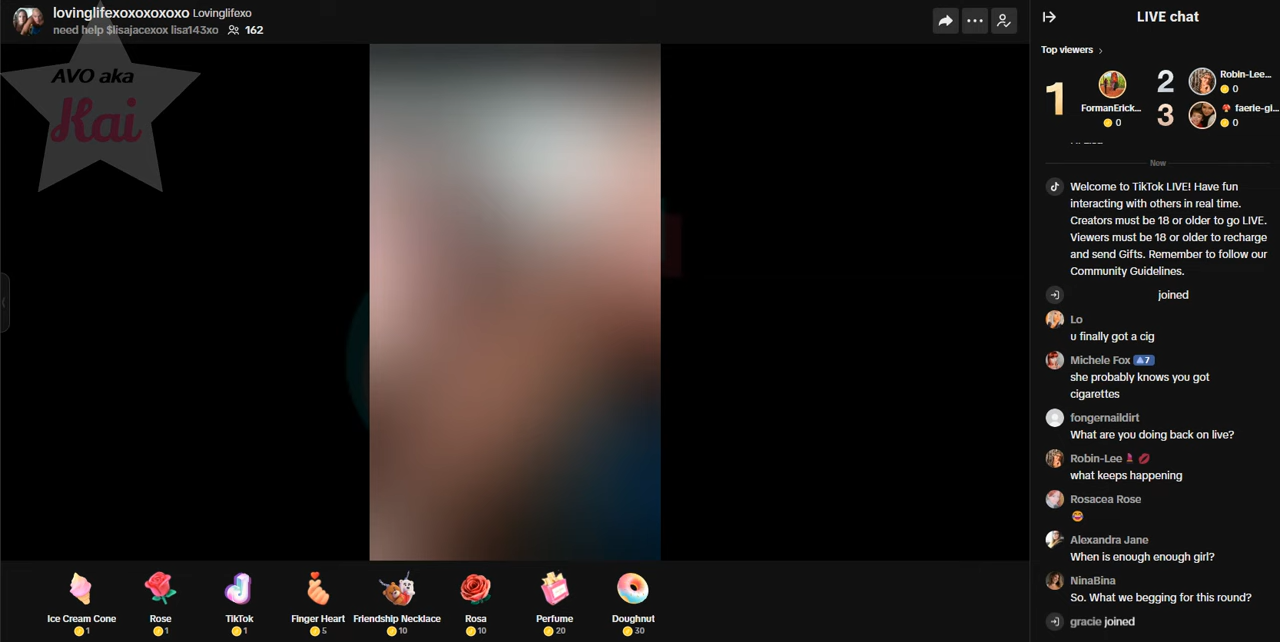 lovinglifexoxoxoxoxo Lovinglifexo
need help $lisajacexox lisa143xo 162
AVO aka
Kai
LIVE chat
Top viewers
1
FormanErick...
0
2
Robin-Lee...
0
3
faerie-gi...
0
New
Welcome to TikTok LIVE! Have fun
interacting with others in real time.
Creators must be 18 or older to go LIVE.
Viewers must be 18 or older to recharge
and send Gifts. Remember to follow our
Community Guidelines.
joined
Lo
u finally got a cig
Michele Fox 7
she probably knows you got
cigarettes
fongernaildirt
What are you doing back on live?
Robin-Lee
what keeps happening
Rosacea Rose
Alexandra Jane
When is enough enough girl?
NinaBina
So. What we begging for this round?
gracie joined
Ice Cream Cone
1
Rose
1
TikTok
1
Finger Heart
5
Friendship Necklace
10
Rosa
10
Perfume
20
Doughnut
30